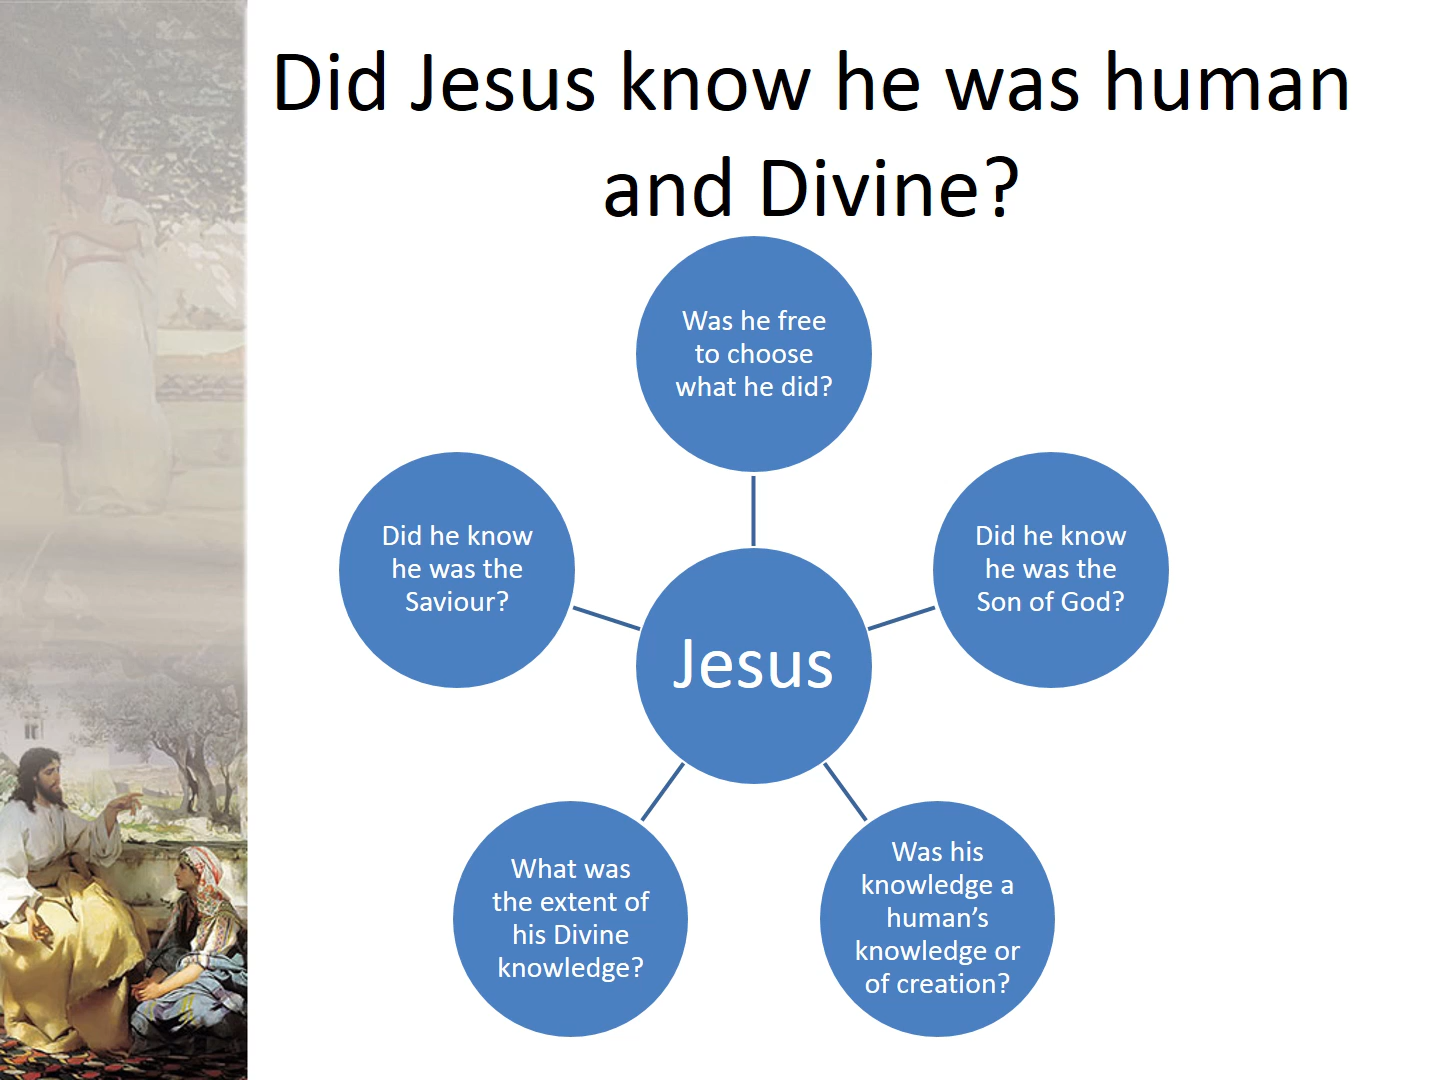 Did Jesus know he was human
and Divine?
Was he free
to choose
what he did?
Did he know
he was the
Saviour?
Did he know
he was the
Son of God?
Jesus
What was
the extent of
his Divine
knowledge?
Was his
knowledge a
human’s
knowledge or
of creation?